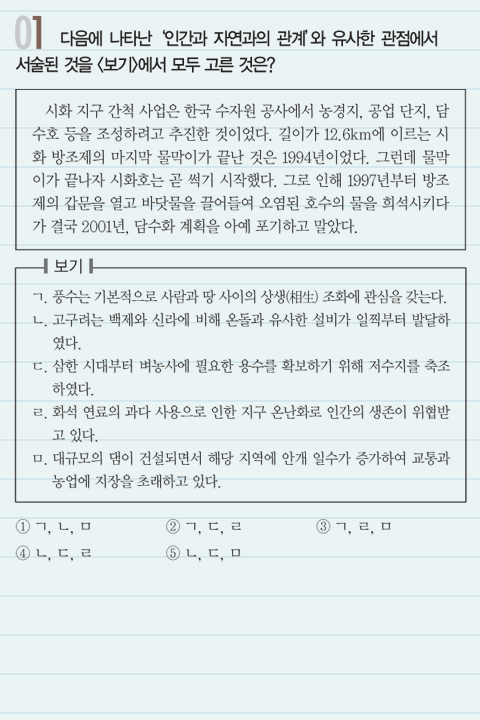 01 다음에 나타난 ‘인간과 자연과의 관계’와 유사한 관점에서
서술된 것을 〈보기〉에서 모두 고른 것은?
시화 지구 간척 사업은 한국 수자원 공사에서 농경지, 공업 단지, 담
수호 등을 조성하려고 추진한 것이었다. 길이가 12.6km에 이르는 시
화 방조제의 마지막 물막이가 끝난 것은 1994년이었다. 그런데 물막
이가 끝나자 시화호는 곧 썩기 시작했다. 그로 인해 1997년부터 방조
제의 갑문을 열고 바닷물을 끌어들여 오염된 호수의 물을 희석시키다
가 결국 2001년, 담수화 계획을 아예 포기하고 말았다.
보기
ㄱ. 풍수는 기본적으로 사람과 땅 사이의 상생(相生) 조화에 관심을 갖는다.
ㄴ. 고구려는 백제와 신라에 비해 온돌과 유사한 설비가 일찍부터 발달하
였다.
ㄷ. 삼한 시대부터 벼농사에 필요한 용수를 확보하기 위해 저수지를 축조
하였다.
ㄹ. 화석 연료의 과다 사용으로 인한 지구 온난화로 인간의 생존이 위협받
고 있다.
ㅁ. 대규모의 댐이 건설되면서 해당 지역에 안개 일수가 증가하여 교통과
농업에 지장을 초래하고 있다.
① ㄱ, ㄴ, ㅁ ② ㄱ, ㄷ, ㄹ ③ ㄱ, ㄹ, ㅁ
④ ㄴ, ㄷ, ㄹ ⑤ ㄴ, ㄷ, ㅁ